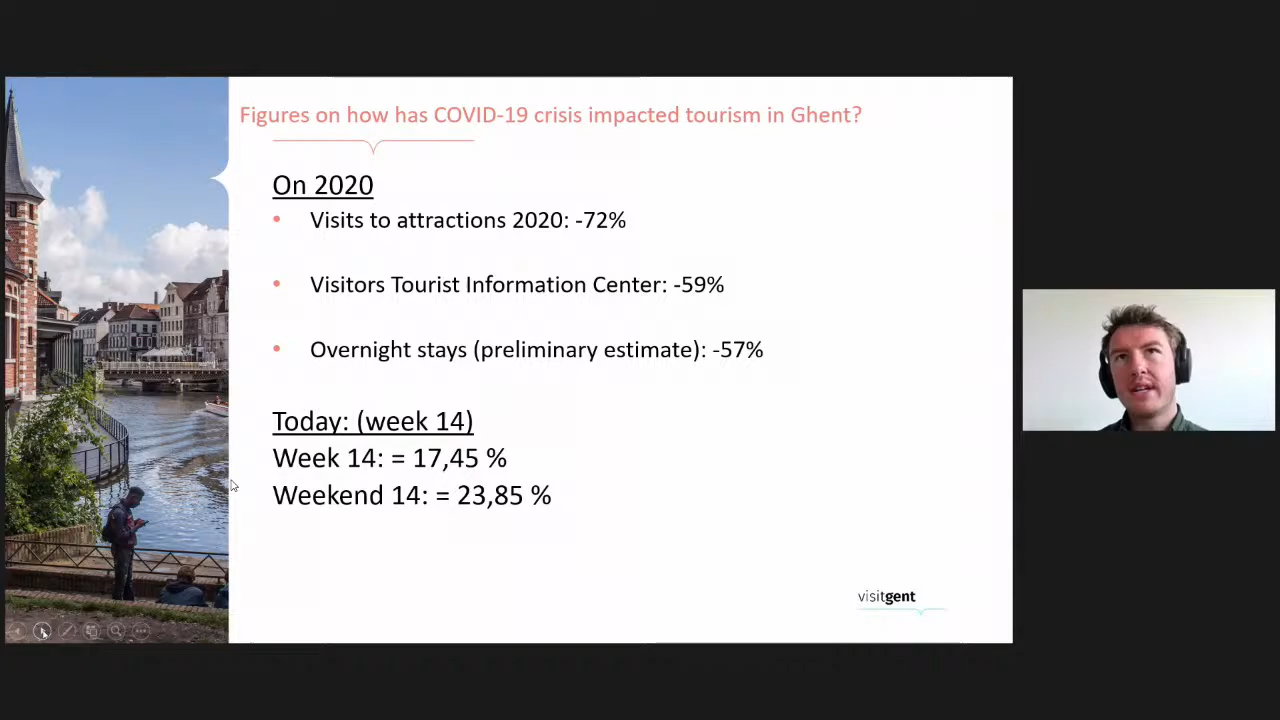 Figures on how has COVID-19 crisis impacted tourism in Ghent?
On 2020
• Visits to attractions 2020: -72%
• Visitors Tourist Information Center: -59%
• Overnight stays (preliminary estimate): -57%
Today: (week 14)
Week 14: = 17,45 %
Weekend 14: = 23,85 %
visitgent